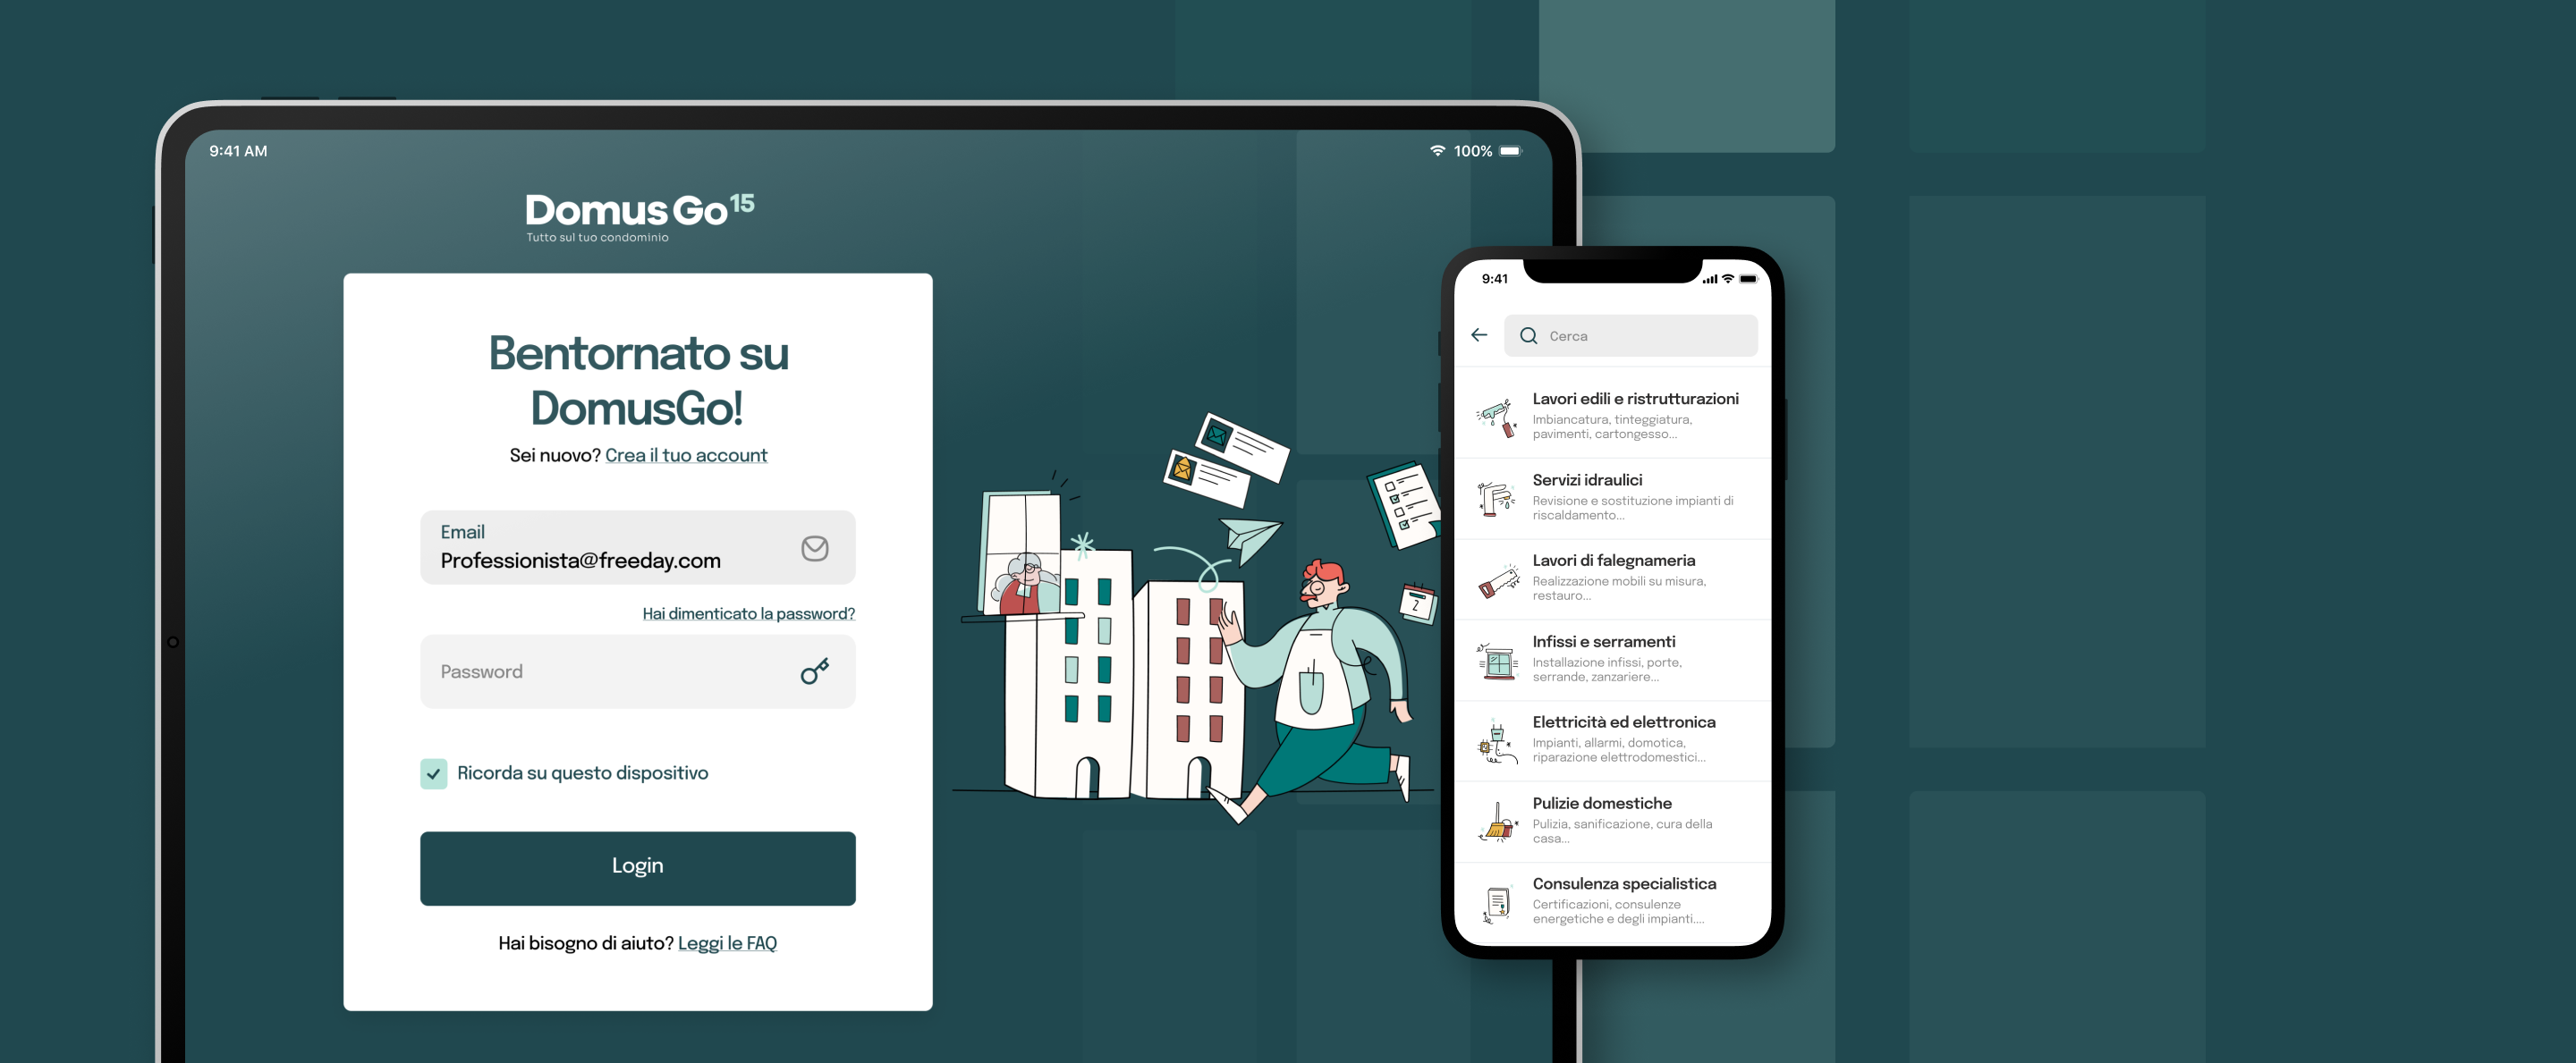 9:41 AM
100%
Domus Go 15
Tutto sul tuo condominio
Bentornato su
DomusGo!
Sei nuovo? Crea il tuo account
Email
Professionista@freeday.com
Hai dimenticato la password?
Password
Ricorda su questo dispositivo
Login
Hai bisogno di aiuto? Leggi le FAQ
2
9:41
Cerca
Lavori edili e ristrutturazioni
Imbiancatura, tinteggiatura,
pavimenti, cartongesso...
Servizi idraulici
Revisione e sostituzione impianti di
riscaldamento...
Lavori di falegnameria
Realizzazione mobili su misura,
restauro...
Infissi e serramenti
Installazione infissi, porte,
serrande, zanzariere...
Elettricità ed elettronica
Impianti, allarmi, domotica,
riparazione elettrodomestici...
Pulizie domestiche
Pulizia, sanificazione, cura della
casa...
Consulenza specialistica
Certificazioni, consulenze
energetiche e degli impianti....